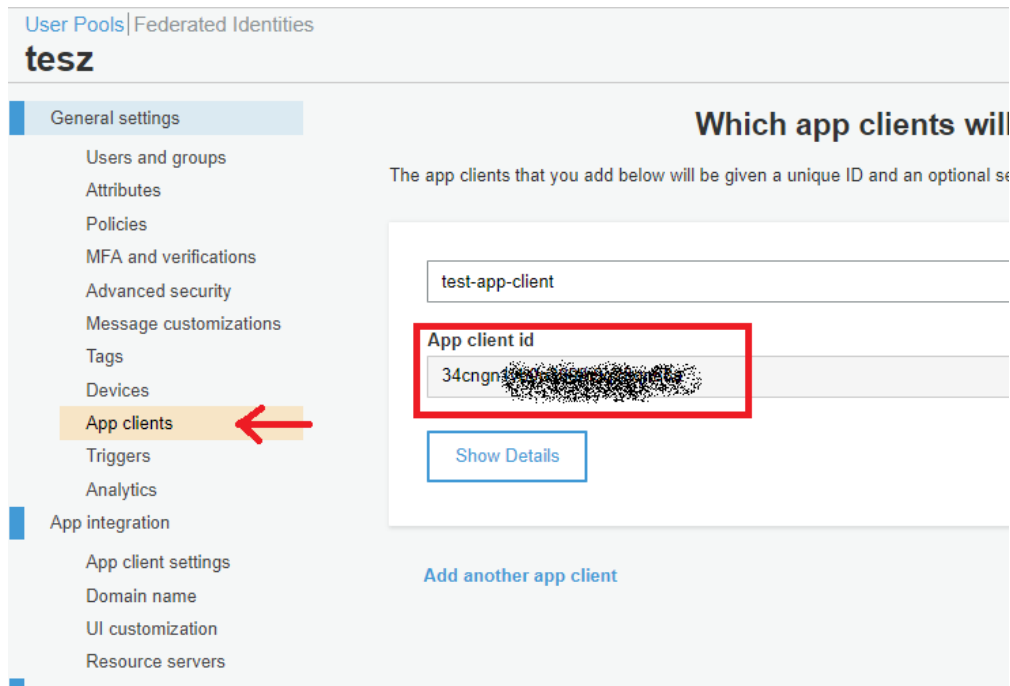 User Pools|Federated Identities
tesz
General settings
Users and groups
Attributes
Policies
MFA and verifications
Advanced security
Message customizations
Tags
Devices
App clients
Triggers
Analytics
App integration
App client settings
Domain name
UI customization
Resource servers
Which app clients will
The app clients that you add below will be given a unique ID and an optional
test-app-client
App client id
Show Details
Add another app client